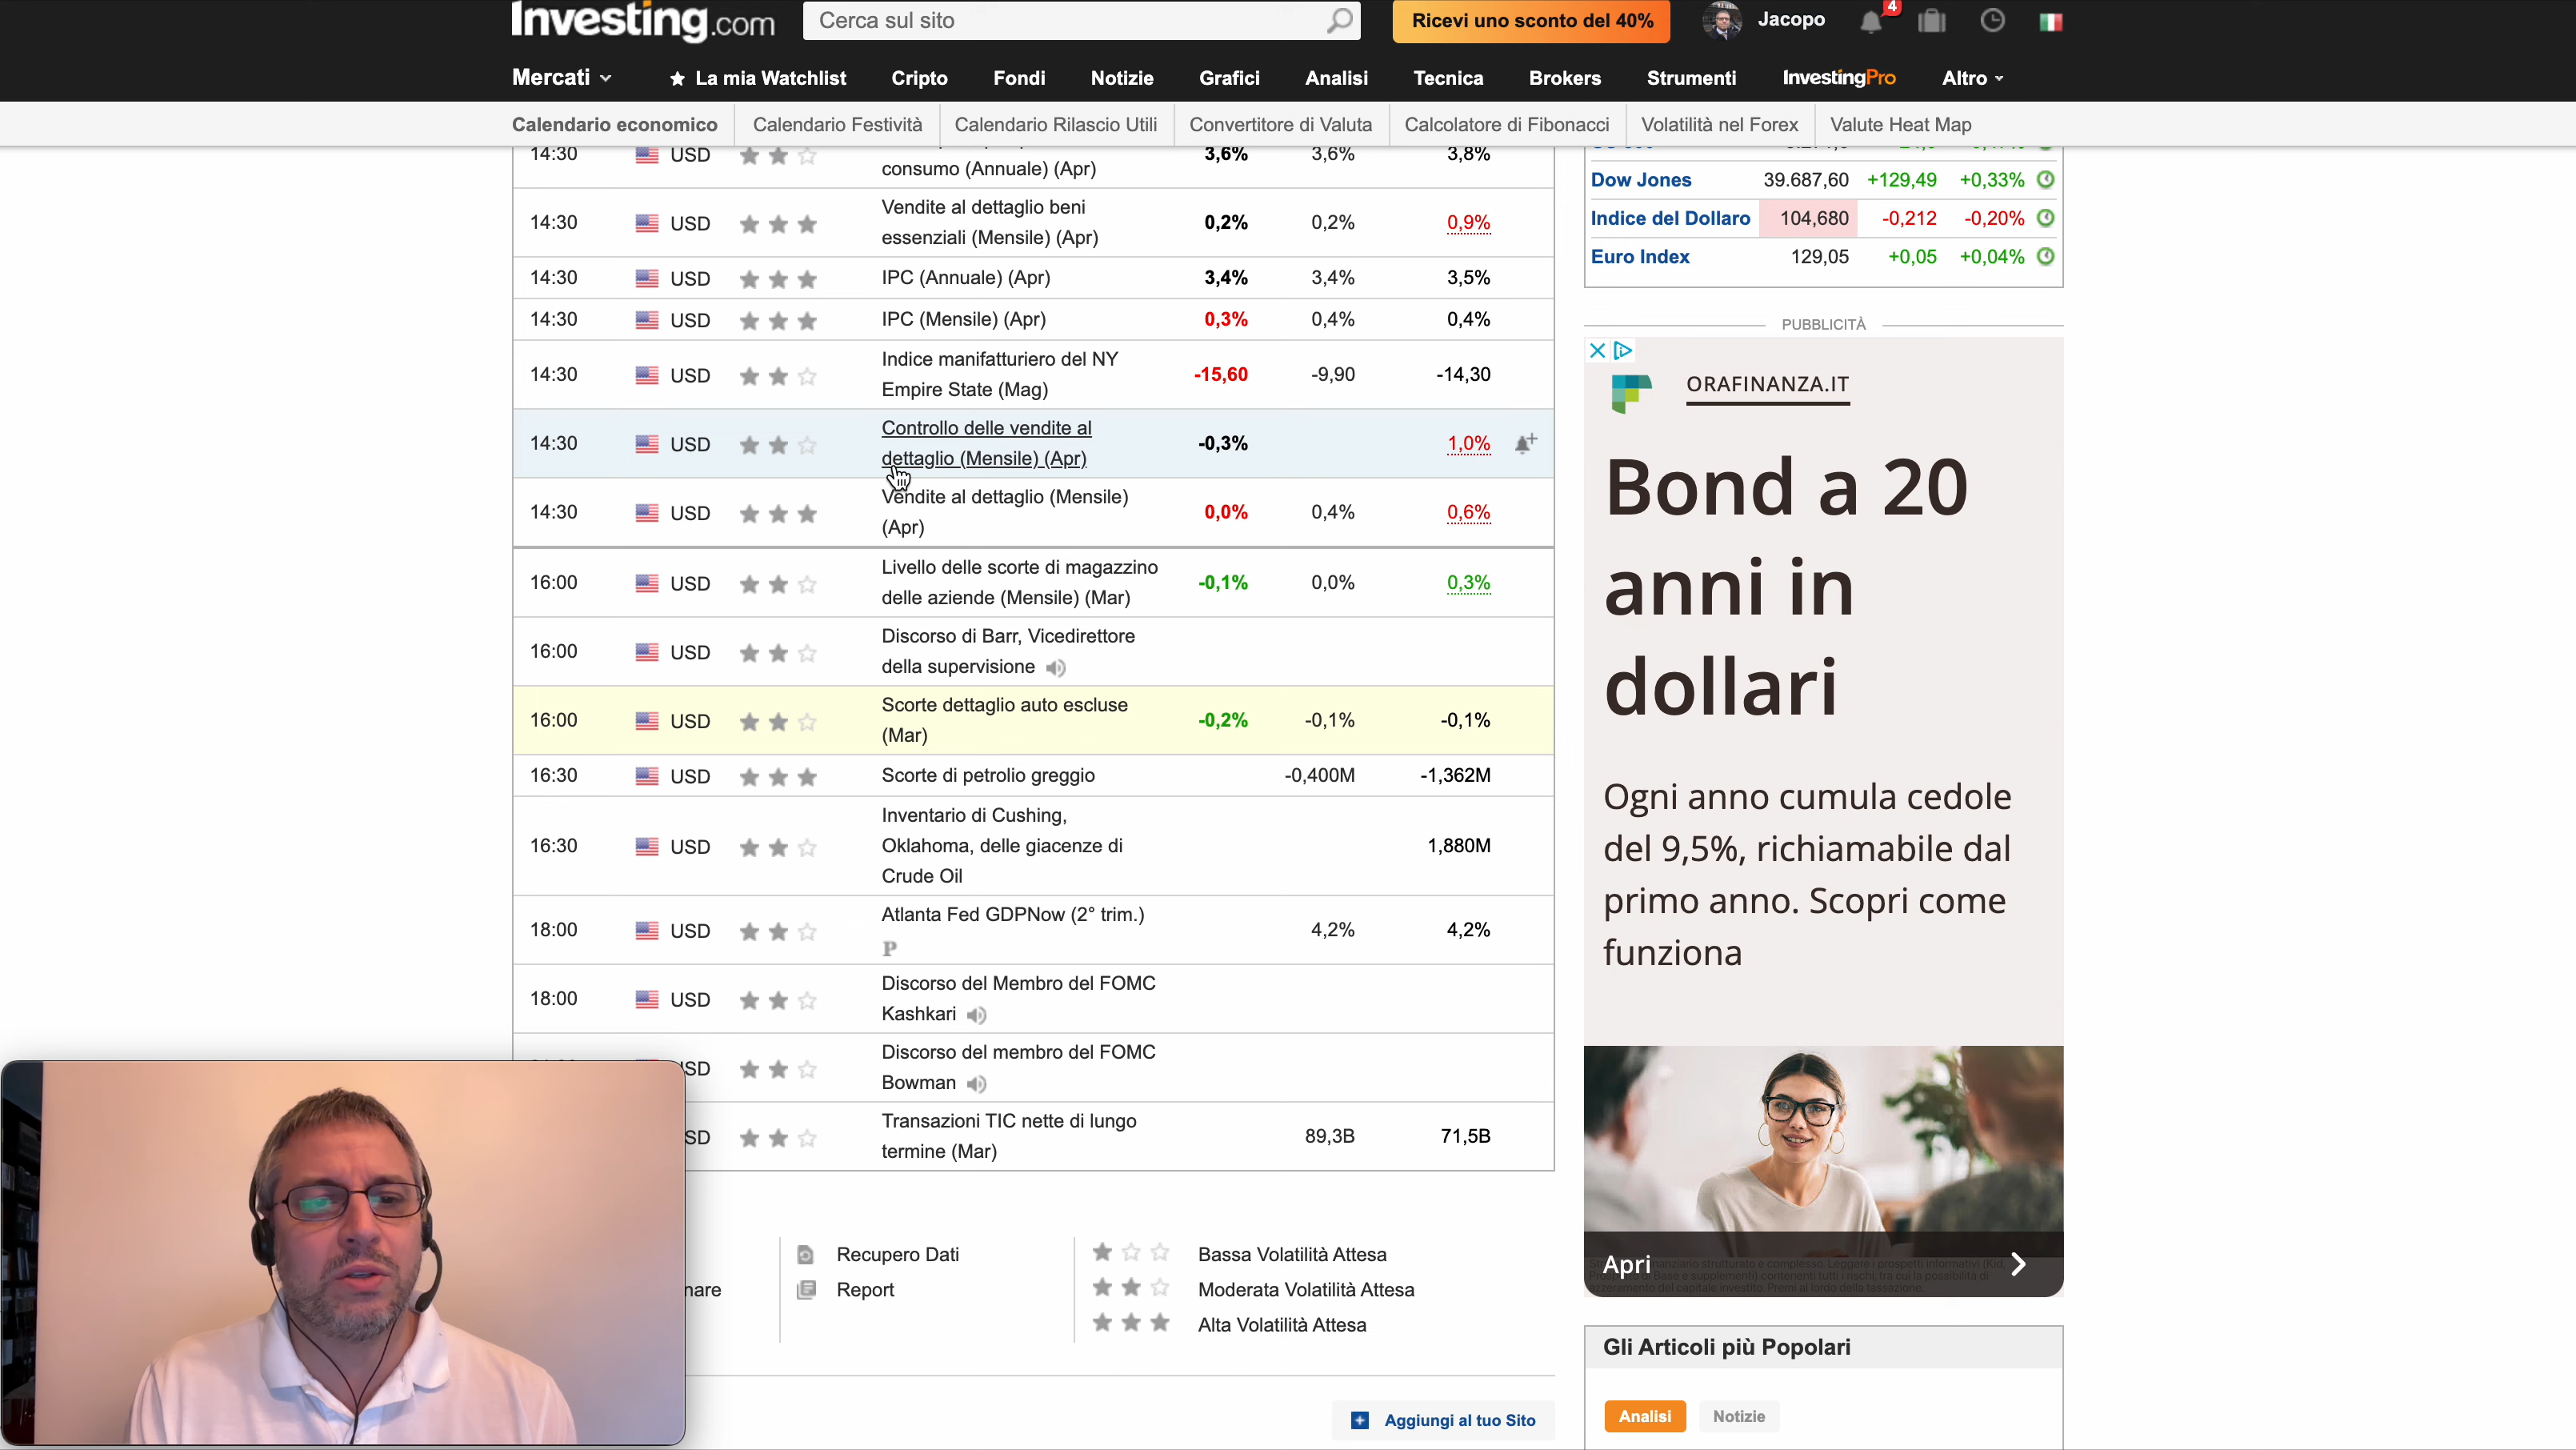 Investing.com
Cerca sul sito
Ricevi uno sconto del 40%
Jacopo
4
Mercati
La mia Watchlist
Cripto
Fondi
Notizie
Grafici
Analisi
Tecnica
Brokers
Strumenti
InvestingPro
Altro
Calendario economico
Calendario Festività
Calendario Rilascio Utili
Convertitore di Valuta
Calcolatore di Fibonacci
Volatilità nel Forex
Valute Heat Map
14:30 USD consumo (Annuale) (Apr) 3,6% 3,6% 3,8%
14:30 USD Vendite al dettaglio beni
essenziali (Mensile) (Apr) 0,2% 0,2% 0,9%
14:30 USD IPC (Annuale) (Apr) 3,4% 3,4% 3,5%
14:30 USD IPC (Mensile) (Apr) 0,3% 0,4% 0,4%
14:30 USD Indice manifatturiero del NY
Empire State (Mag) -15,60 -9,90 -14,30
14:30 USD Controllo delle vendite al
dettaglio (Mensile) (Apr) -0,3% 1,0%
14:30 USD Vendite al dettaglio (Mensile)
(Apr) 0,0% 0,4% 0,6%
16:00 USD Livello delle scorte di magazzino
delle aziende (Mensile) (Mar) -0,1% 0,0% 0,3%
16:00 USD Discorso di Barr, Vicedirettore
della supervisione
16:00 USD Scorte dettaglio auto escluse
(Mar) -0,2% -0,1% -0,1%
16:30 USD Scorte di petrolio greggio -0,400M -1,362M
16:30 USD Inventario di Cushing,
Oklahoma, delle giacenze di
Crude Oil 1,880M
18:00 USD Atlanta Fed GDPNow (2° trim.) 4,2% 4,2%
P
18:00 USD Discorso del Membro del FOMC
Kashkari
SD Discorso del membro del FOMC
Bowman
SD Transazioni TIC nette di lungo
termine (Mar) 89,3B 71,5B
nare
Recupero Dati
Report
Bassa Volatilità Attesa
Moderata Volatilità Attesa
Alta Volatilità Attesa
Aggiungi al tuo Sito
Dow Jones 39.687,60 +129,49 +0,33%
Indice del Dollaro 104,680 -0,212 -0,20%
Euro Index 129,05 +0,05 +0,04%
PUBBLICITÀ
ORAFINANZA.IT
Bond a 20
anni in
dollari
Ogni anno cumula cedole
del 9,5%, richiamabile dal
primo anno. Scopri come
funziona
Apri
Gli Articoli più Popolari
Analisi
Notizie